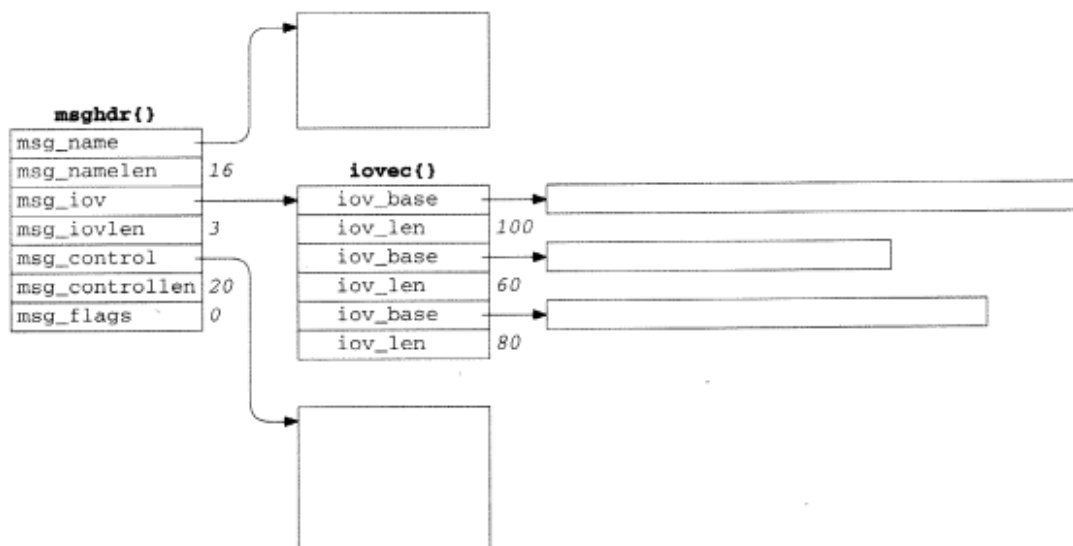 msghdr{}
msg_name
msg_namelen 16
msg_iov
msg_iovlen 3
msg_control
msg_controllen 20
msg_flags 0
iovec{}
iov_base
iov_len 100
iov_base
iov_len 60
iov_base
iov_len 80